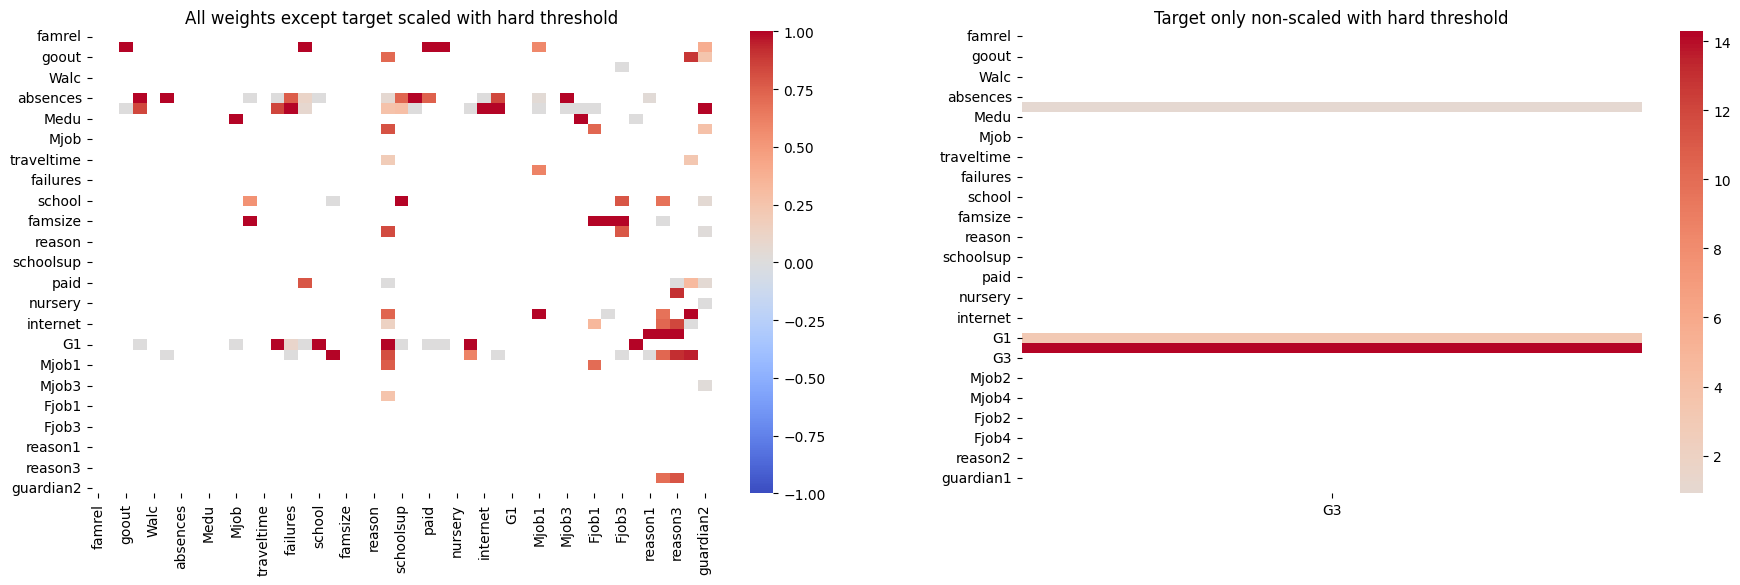 All weights except target scaled with hard threshold
famrel
goout
Walc
absences
Medu
Mjob
traveltime
failures
school
famsize
reason
schoolsup
paid
nursery
internet
G1
Mjob1
Mjob3
Fjob1
Fjob3
reason1
reason3
guardian2
famrel
goout
Walc
absences
Medu
Mjob
traveltime
failures
school
famsize
reason
schoolsup
paid
nursery
internet
G1
Mjob1
Mjob3
Fjob1
Fjob3
reason1
reason3
guardian2
1.00
0.75
0.50
0.25
0.00
−0.25
−0.50
−0.75
−1.00
Target only non-scaled with hard threshold
famrel
goout
Walc
absences
Medu
Mjob
traveltime
failures
school
famsize
reason
schoolsup
paid
nursery
internet
G1
G3
Mjob2
Mjob4
Fjob2
Fjob4
reason2
guardian1
G3
14
12
10
8
6
4
2